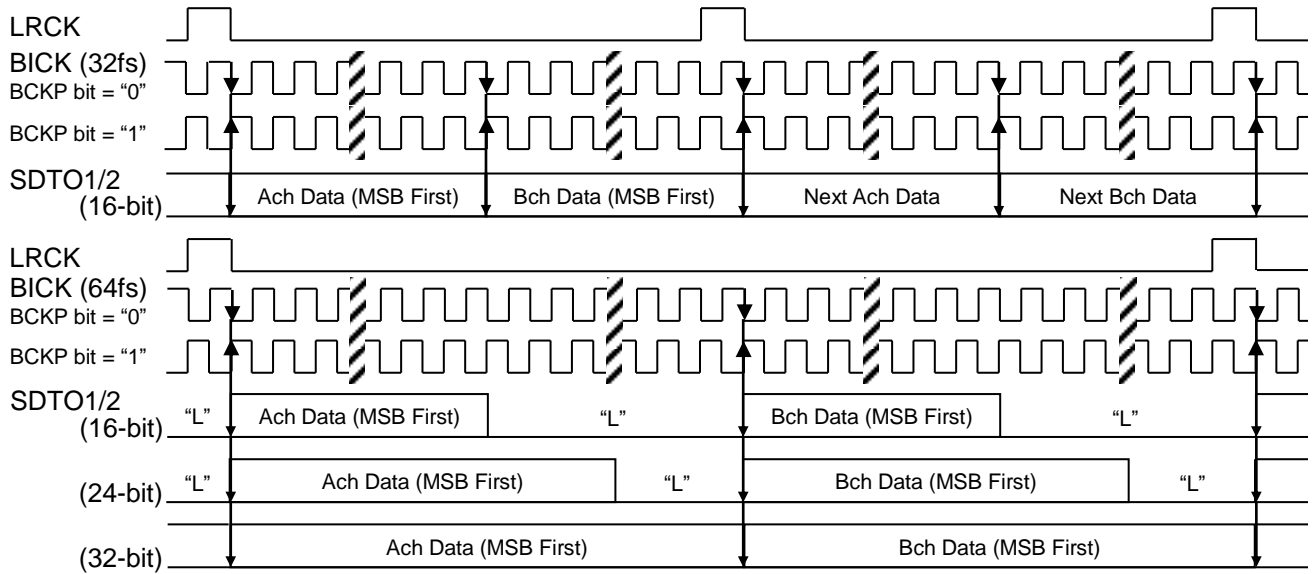 LRCK
BICK (32fs)
BCKP bit = “0”
BCKP bit = “1”
SDTO1/2
(16-bit) Ach Data (MSB First) Bch Data (MSB First) Next Ach Data Next Bch Data
LRCK
BICK (64fs)
BCKP bit = “0”
BCKP bit = “1”
SDTO1/2
(16-bit) “L” Ach Data (MSB First) “L” Bch Data (MSB First) “L”
(24-bit) “L” Ach Data (MSB First) “L” Bch Data (MSB First) “L”
(32-bit) Ach Data (MSB First) Bch Data (MSB First)